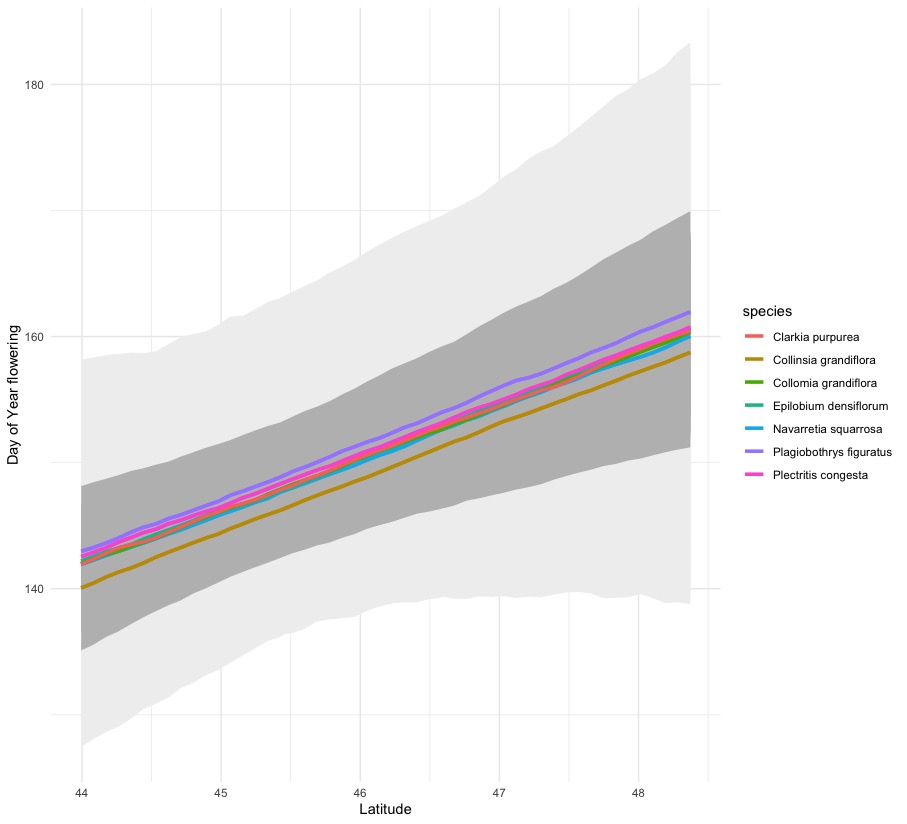 180
160
140
Day of Year flowering
44
45
46
47
48
Latitude
species
Clarkia purpurea
Collinsia grandiflora
Collomia grandiflora
Epilobium densiflorum
Navarretia squarrosa
Plagiobothrys figuratus
Plectritis congesta